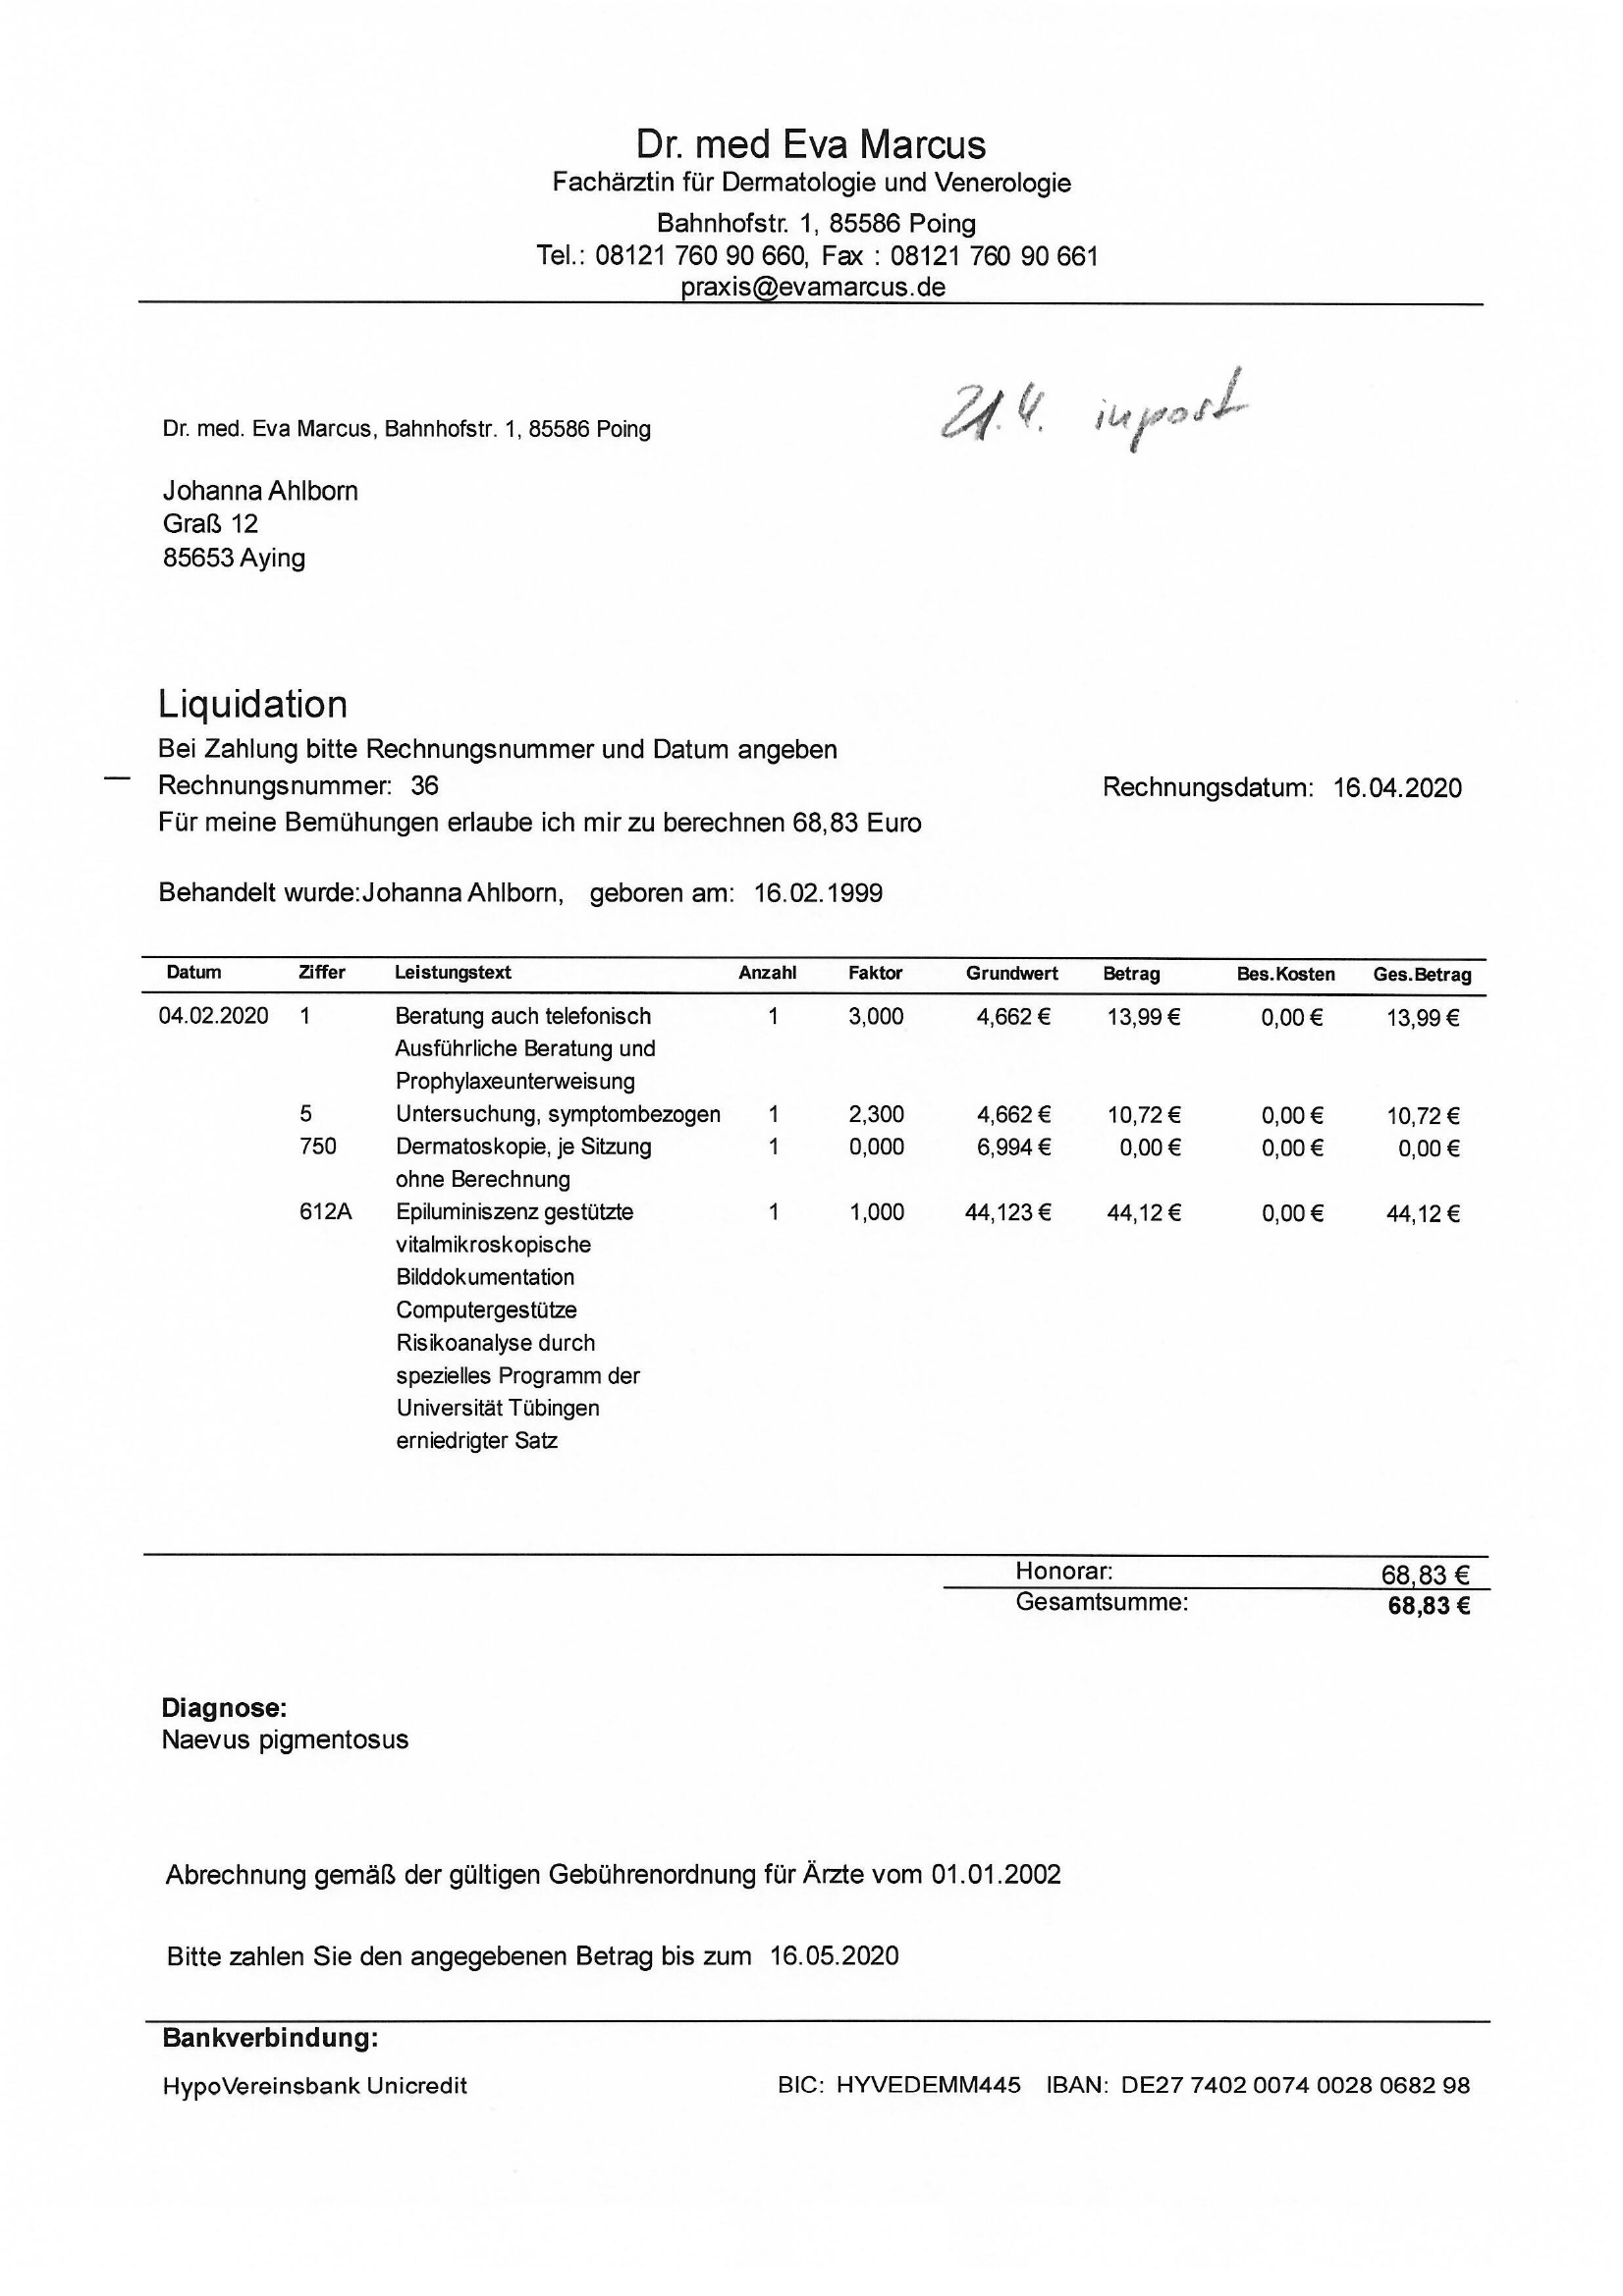 Dr. med Eva Marcus
Fachärztin für Dermatologie und Venerologie
Bahnhofstr. 1, 85586 Poing
Tel.: 08121 760 90 660, Fax : 08121 760 90 661
praxis@evamarcus.de
21.4. inpost
Dr. med. Eva Marcus, Bahnhofstr. 1, 85586 Poing
Johanna Ahlborn
Graß 12
85653 Aying
Liquidation
Bei Zahlung bitte Rechnungsnummer und Datum angeben
Rechnungsnummer: 36 Rechnungsdatum: 16.04.2020
Für meine Bemühungen erlaube ich mir zu berechnen 68,83 Euro
Behandelt wurde:Johanna Ahlborn, geboren am: 16.02.1999
Datum Ziffer Leistungstext Anzahl Faktor Grundwert Betrag Bes.Kosten Ges.Betrag
04.02.2020 1 Beratung auch telefonisch 1 3,000 4,662 € 13,99 € 0,00 € 13,99 €
Ausführliche Beratung und
Prophylaxeunterweisung
5 Untersuchung, symptombezogen 1 2,300 4,662 € 10,72 € 0,00 € 10,72 €
750 Dermatoskopie, je Sitzung 1 0,000 6,994 € 0,00 € 0,00 € 0,00 €
ohne Berechnung
612A Epiluminiszenz gestützte 1 1,000 44,123 € 44,12 € 0,00 € 44,12 €
vitalmikroskopische
Bilddokumentation
Computergestütze
Risikoanalyse durch
spezielles Programm der
Universität Tübingen
erniedrigter Satz
Honorar: 68,83 €
Gesamtsumme: 68,83 €
Diagnose:
Naevus pigmentosus
Abrechnung gemäß der gültigen Gebührenordnung für Ärzte vom 01.01.2002
Bitte zahlen Sie den angegebenen Betrag bis zum 16.05.2020
Bankverbindung:
HypoVereinsbank Unicredit BIC: HYVEDEMM445 IBAN: DE27 7402 0074 0028 0682 98